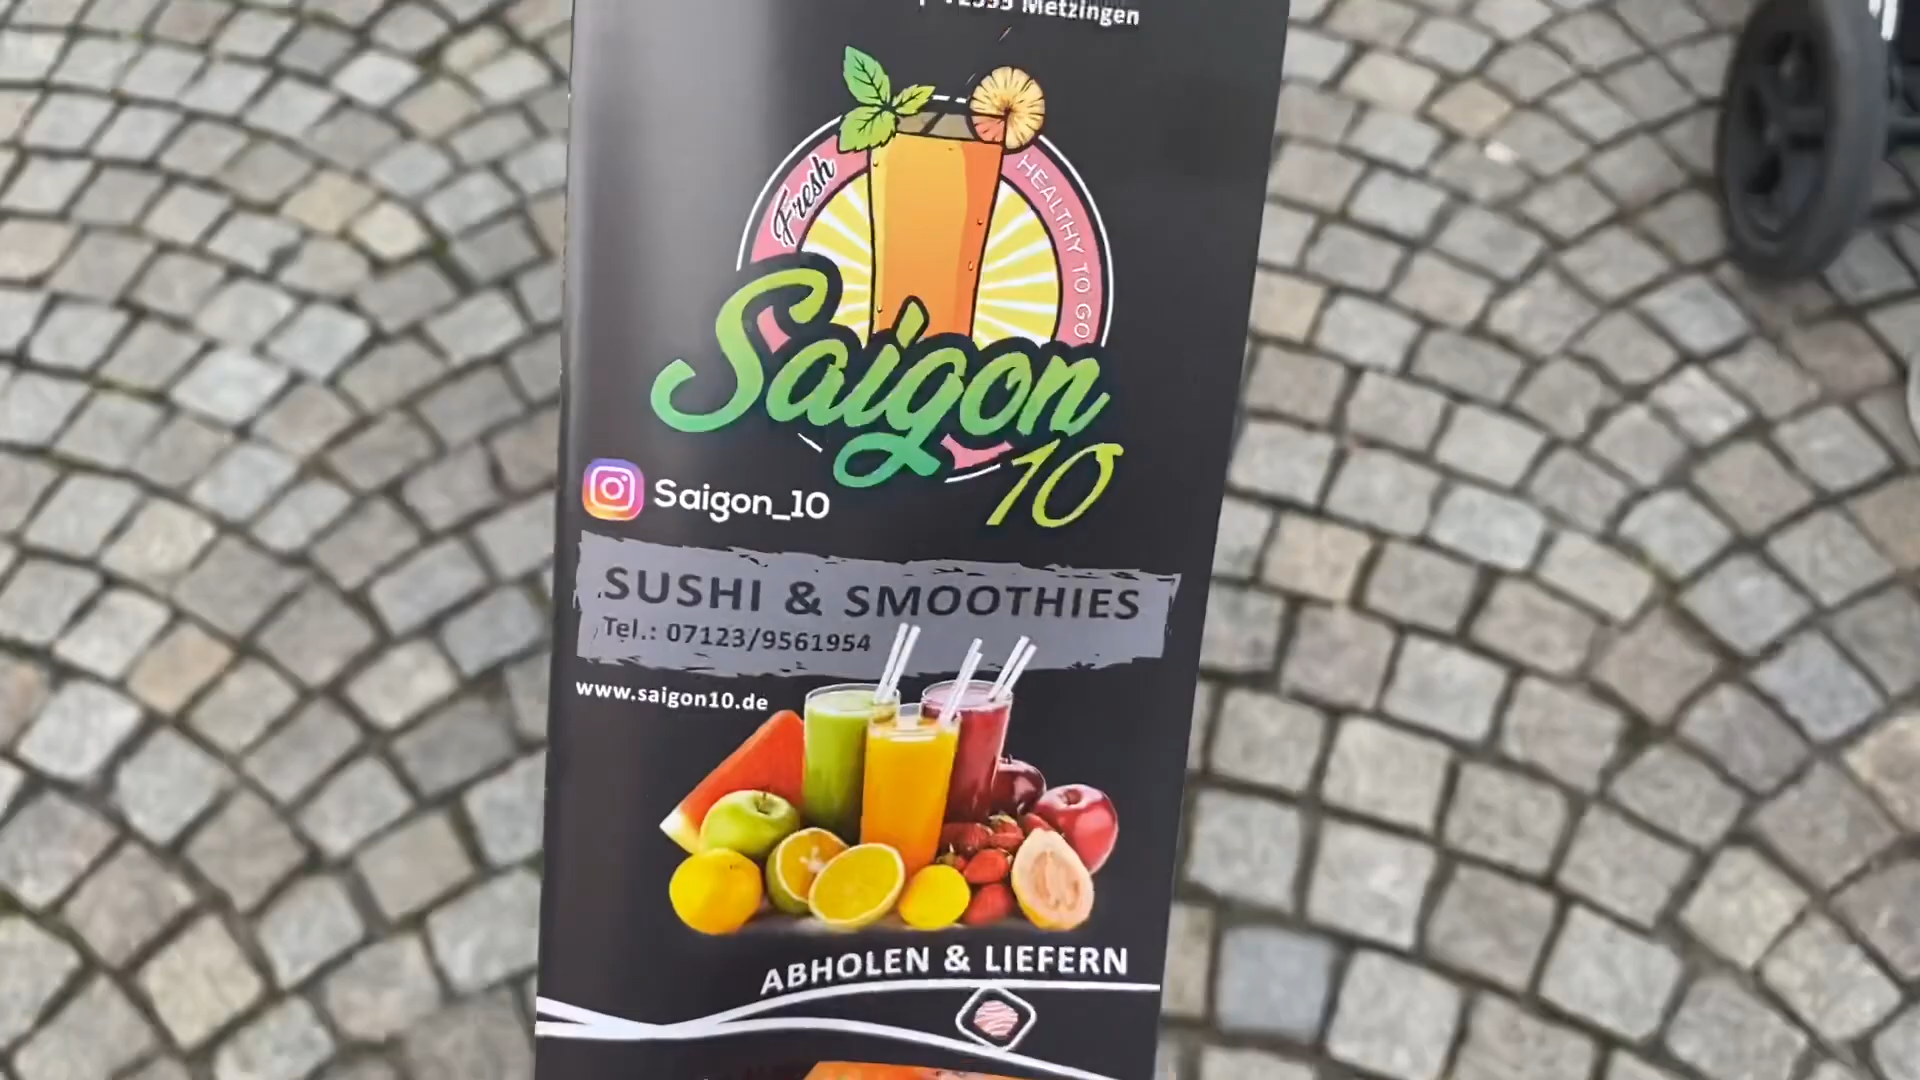 Metzingen
Fresh
HEALTHY TO GO
Saigon
10
Saigon_10
SUSHI & SMOOTHIES
Tel.: 07123/9561954
www.saigon10.de
ABHOLEN & LIEFERN